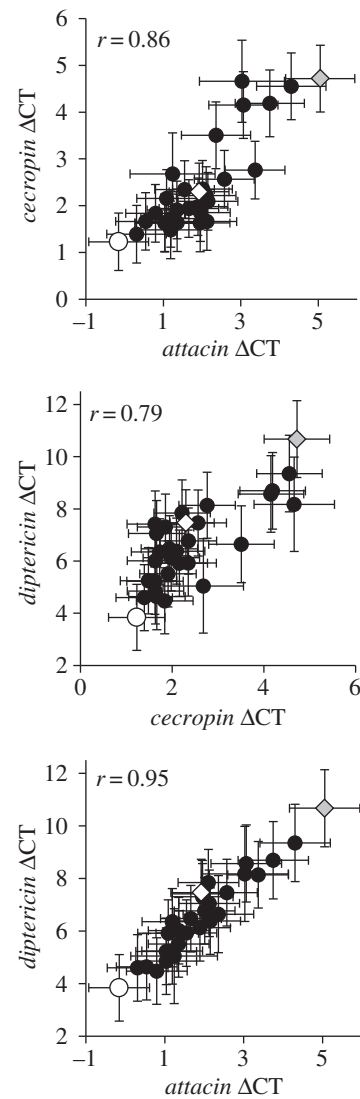 r = 0.86
6
5
4
3
2
1
0
cecropin ΔCT
–1 1 3 5
attacin ΔCT
r = 0.79
12
10
8
6
4
2
diptericin ΔCT
0 2 4 6
cecropin ΔCT
r = 0.95
12
10
8
6
4
2
diptericin ΔCT
–1 1 3 5
attacin ΔCT